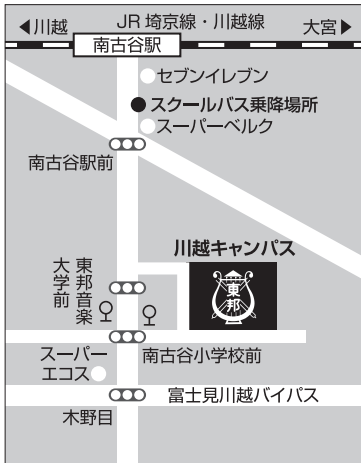 ◀川越
JR 埼京線・川越線
大宮▶
南古谷駅
セブンイレブン
スクールバス乗降場所
スーパーベルク
南古谷駅前
川越キャンパス
東邦
東邦音楽
大学前
スーパー
エコス
南古谷小学校前
富士見川越バイパス
木野目